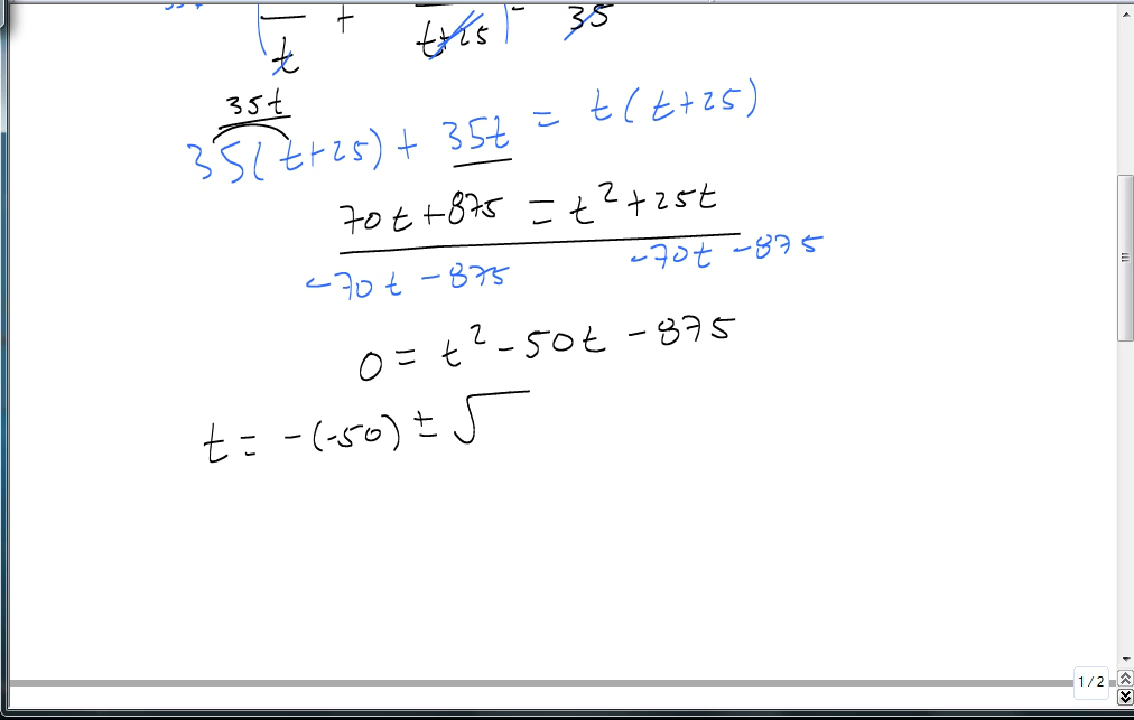 t + t+25 = 35
35t
35(t+25) + 35t = t(t+25)
70t+875 = t²+25t
-70t -875 -70t -875
0 = t² -50t -875
t = -(-50) ± √
1/2